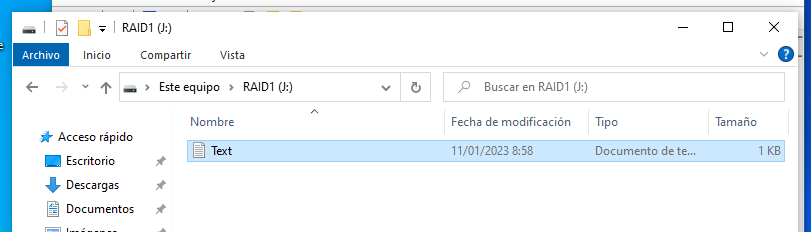 RAID1 (J:)
Archivo Inicio Compartir Vista
Este equipo RAID1 (J:) Buscar en RAID1 (J:)
Nombre Fecha de modificación Tipo Tamaño
Acceso rápido
Text 11/01/2023 8:58 Documento de te... 1 KB
Escritorio
Descargas
Documentos
Imágenes